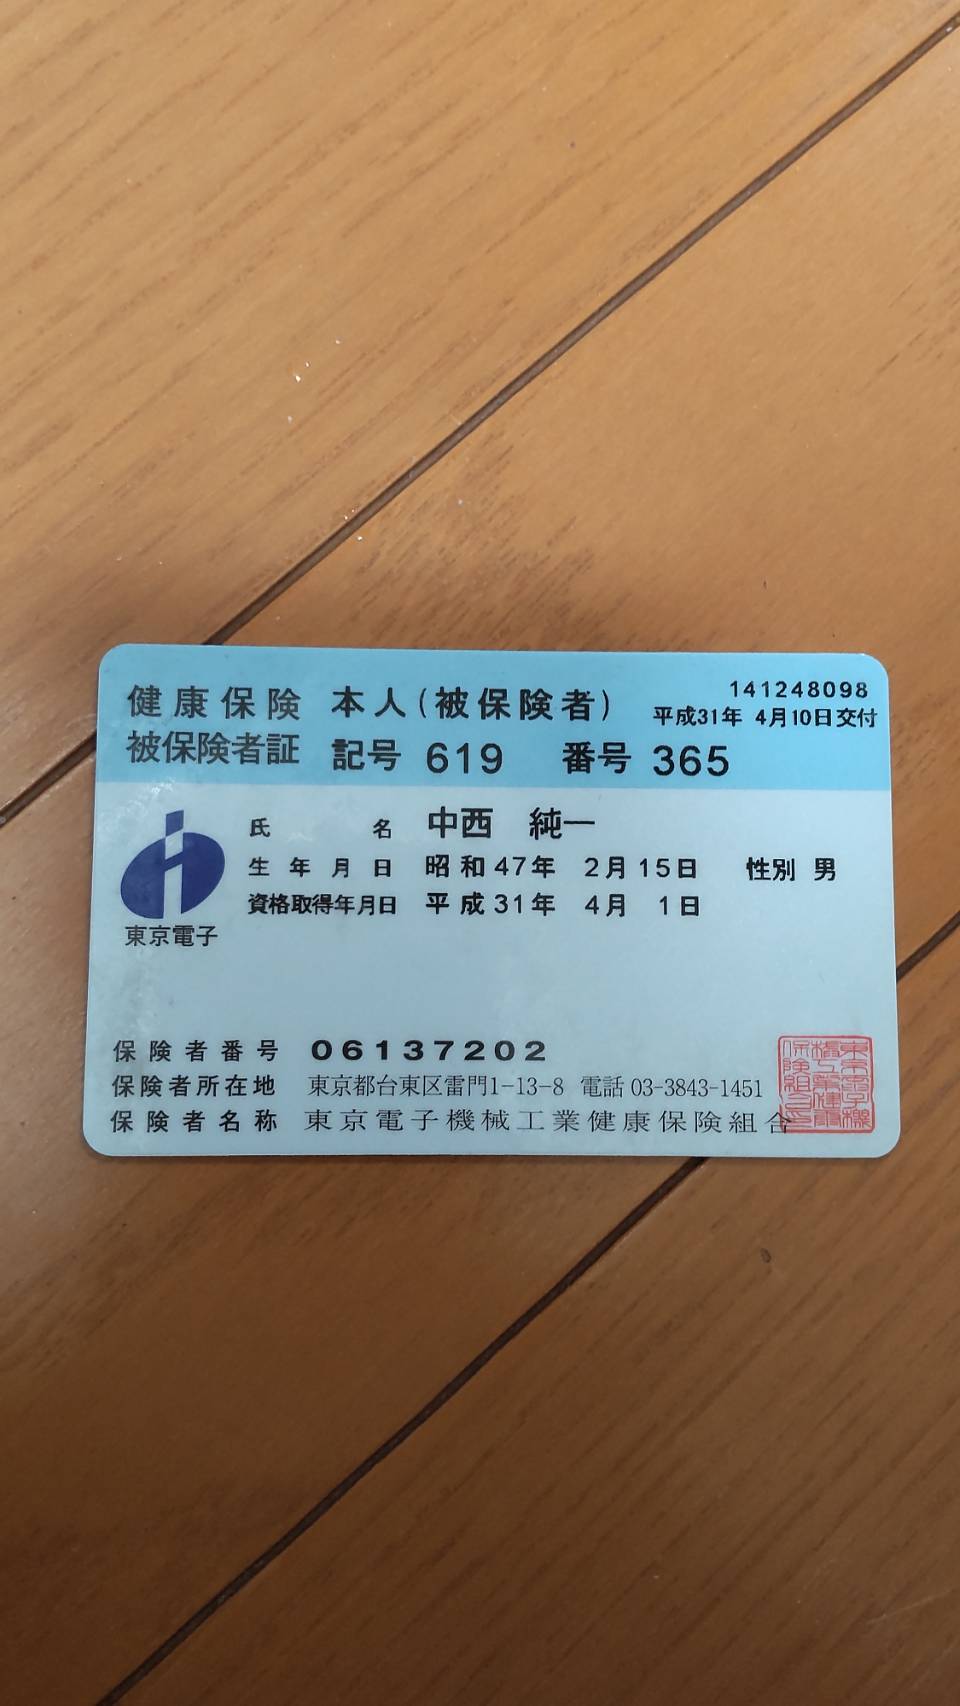 健康保険 本人(被保険者) 141248098
平成31年 4月10日交付
被保険者証 記号 619 番号 365
氏名 中西 純一
生年月日 昭和47年 2月15日 性別 男
資格取得年月日 平成31年 4月 1日
東京電子
保険者番号 06137202
保険者所在地 東京都台東区雷門1-13-8 電話 03-3843-1451
保険者名称 東京電子機械工業健康保険組合